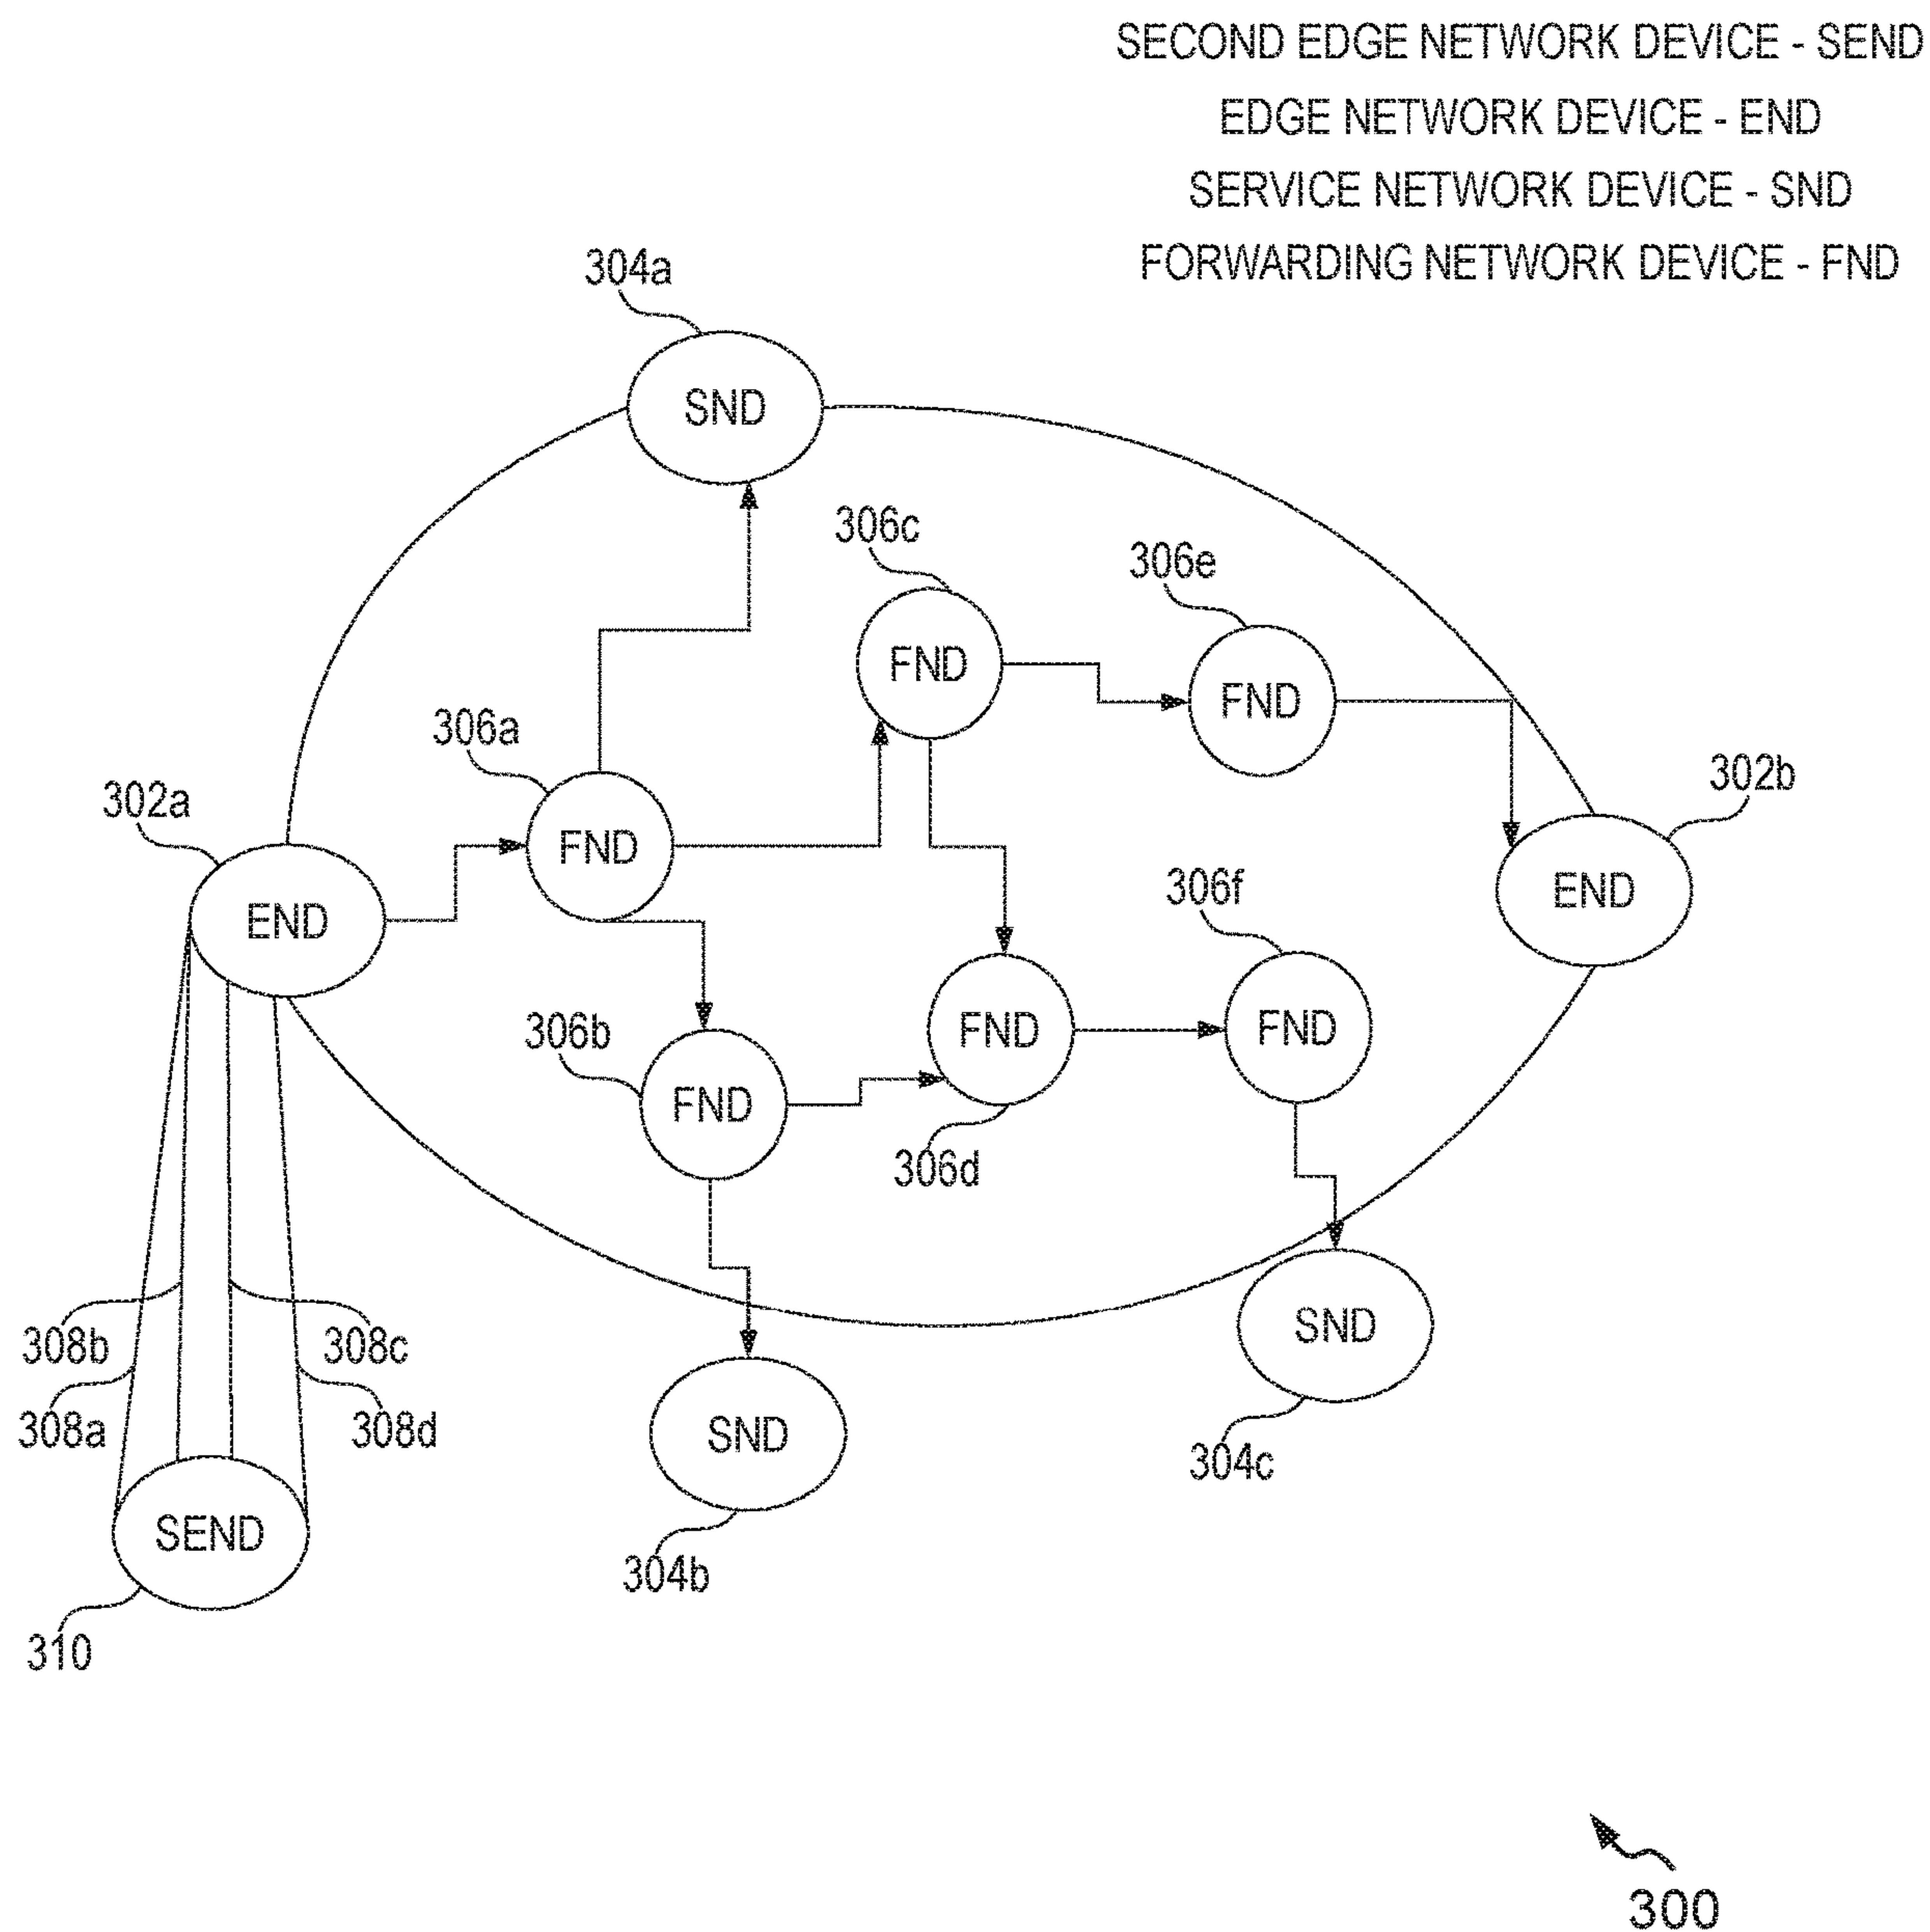 SECOND EDGE NETWORK DEVICE - SEND
EDGE NETWORK DEVICE - END
SERVICE NETWORK DEVICE - SND
FORWARDING NETWORK DEVICE - FND
304a
SND
306c
306e
FND
FND
306a
302b
302a
FND
306f
END
END
306b
FND
FND
FND
306d
308b
308c
SND
308a
308d
SND
304c
SEND
304b
310
300